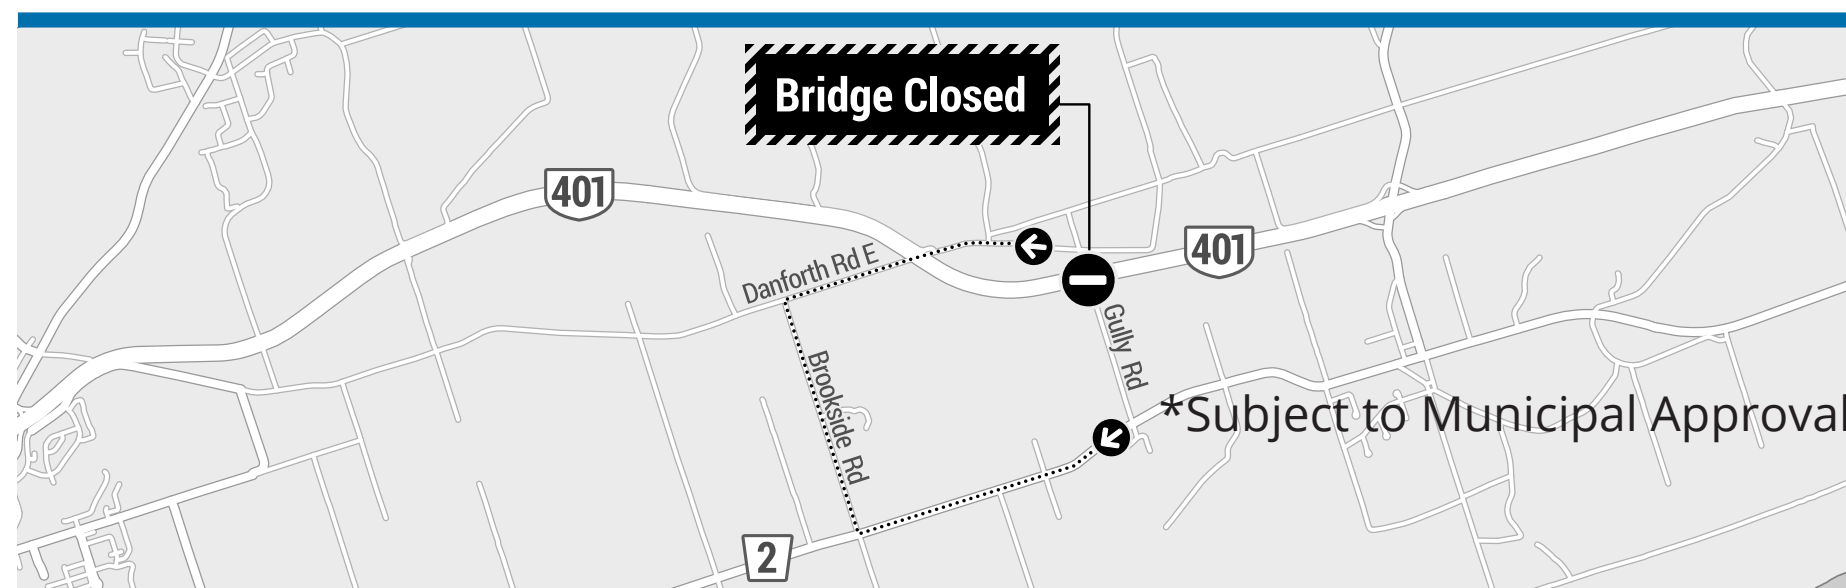 Bridge Closed
401
401
Danforth Rd E
Gully Rd
Brookside Rd
*Subject to Municipal Approval
2